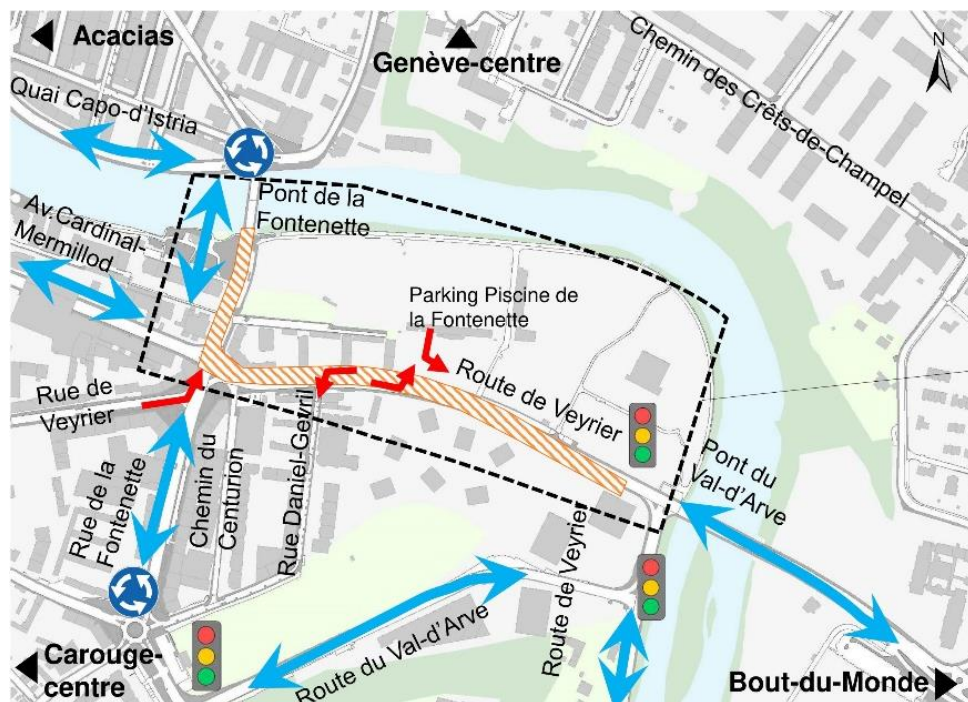 Acacias
Genève-centre
N
Chemin des Crêts-de-Champel
Quai Capo-d'Istria
Pont de la
Fontenette
Av.Cardinal-
Mermillod
Parking Piscine de
la Fontenette
Route de Veyrier
Rue de
Veyrier
Rue de la
Fontenette
Chemin du
Centurion
Rue Daniel-Gevril
Pont du
Val-d'Arve
Route de Veyrier
Route du Val-d'Arve
Carouge-
centre
Bout-du-Monde